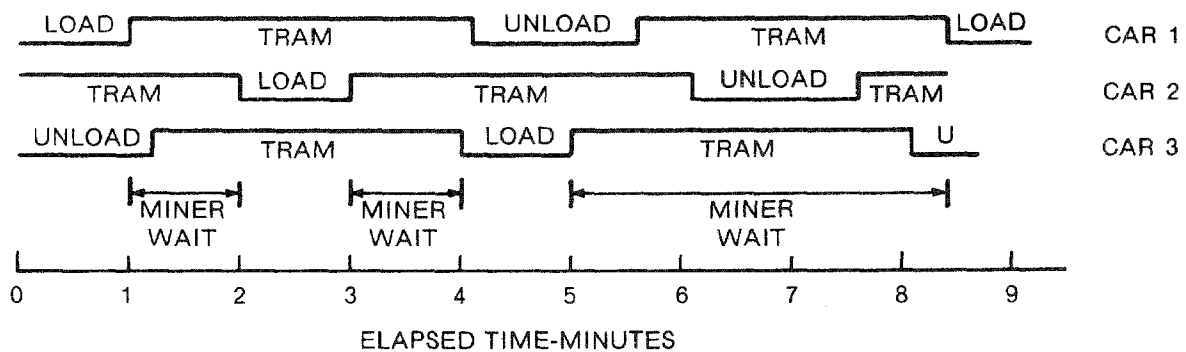 LOAD TRAM UNLOAD TRAM LOAD CAR 1
TRAM LOAD TRAM UNLOAD TRAM CAR 2
UNLOAD TRAM LOAD TRAM U CAR 3
MINER MINER MINER
WAIT WAIT WAIT
0 1 2 3 4 5 6 7 8 9
ELAPSED TIME-MINUTES